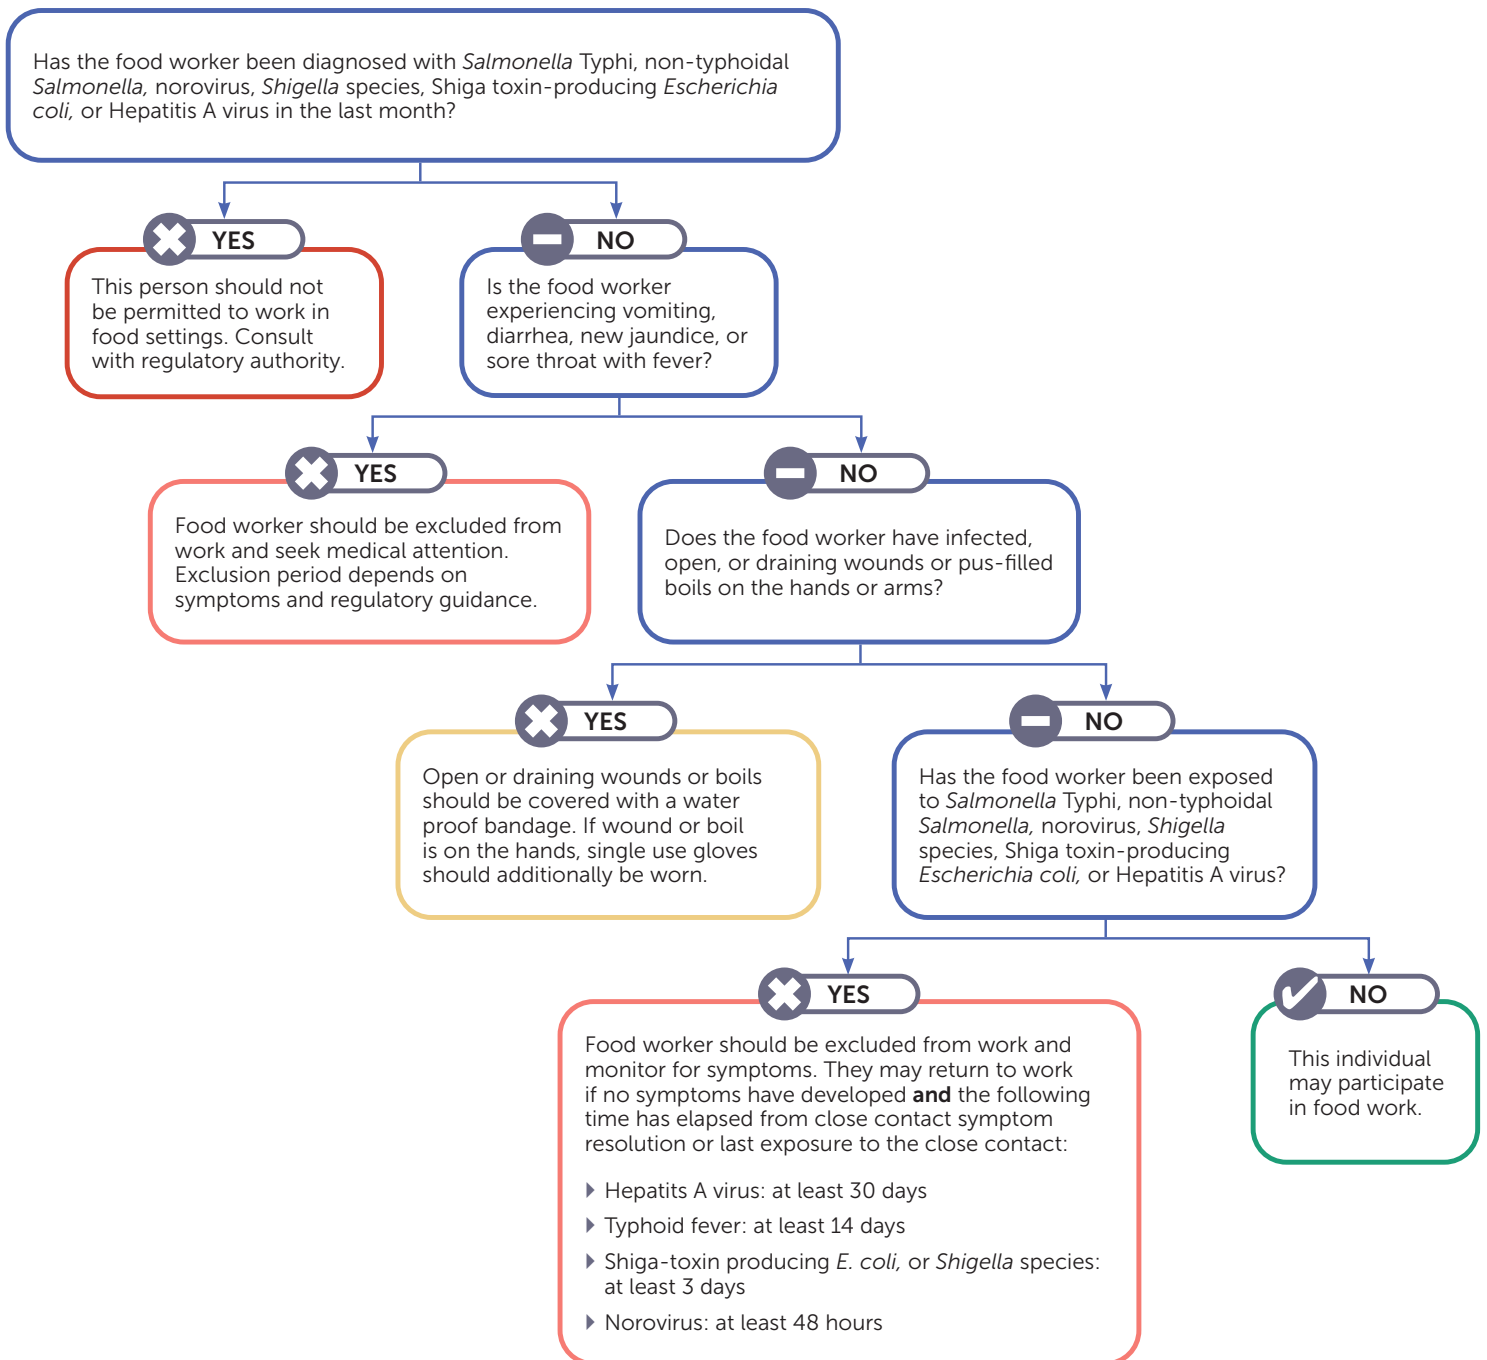 Has the food worker been diagnosed with Salmonella Typhi, non-typhoidal
Salmonella, norovirus, Shigella species, Shiga toxin-producing Escherichia
coli, or Hepatitis A virus in the last month?
YES
This person should not
be permitted to work in
food settings. Consult
with regulatory authority.
NO
Is the food worker
experiencing vomiting,
diarrhea, new jaundice, or
sore throat with fever?
YES
Food worker should be excluded from
work and seek medical attention.
Exclusion period depends on
symptoms and regulatory guidance.
NO
Does the food worker have infected,
open, or draining wounds or pus-filled
boils on the hands or arms?
YES
Open or draining wounds or boils
should be covered with a water
proof bandage. If wound or boil
is on the hands, single use gloves
should additionally be worn.
NO
Has the food worker been exposed
to Salmonella Typhi, non-typhoidal
Salmonella, norovirus, Shigella
species, Shiga toxin-producing
Escherichia coli, or Hepatitis A virus?
YES
Food worker should be excluded from work and
monitor for symptoms. They may return to work
if no symptoms have developed and the following
time has elapsed from close contact symptom
resolution or last exposure to the close contact:
Hepatits A virus: at least 30 days
Typhoid fever: at least 14 days
Shiga-toxin producing E. coli, or Shigella species:
at least 3 days
Norovirus: at least 48 hours
NO
This individual
may participate
in food work.